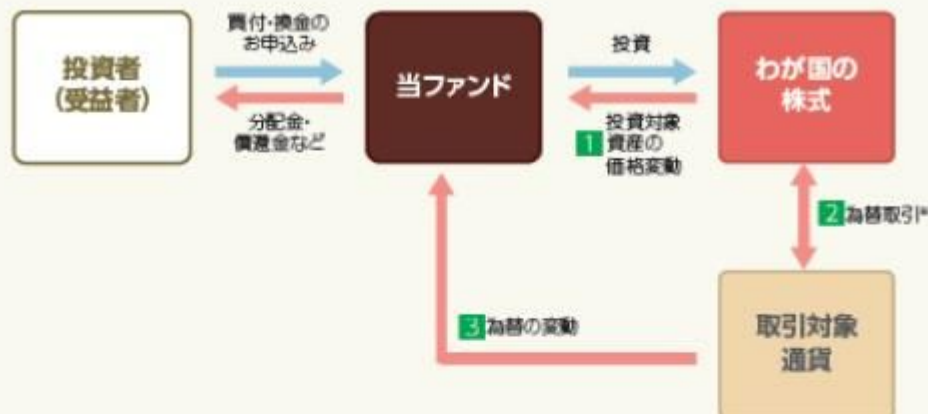 買付・換金の
お申込み
投資者
(受益者)
分配金・
償還金など
当ファンド
投資
1 投資対象
資産の
価格変動
わが国の
株式
2 為替取引*
3 為替の変動
取引対象
通貨